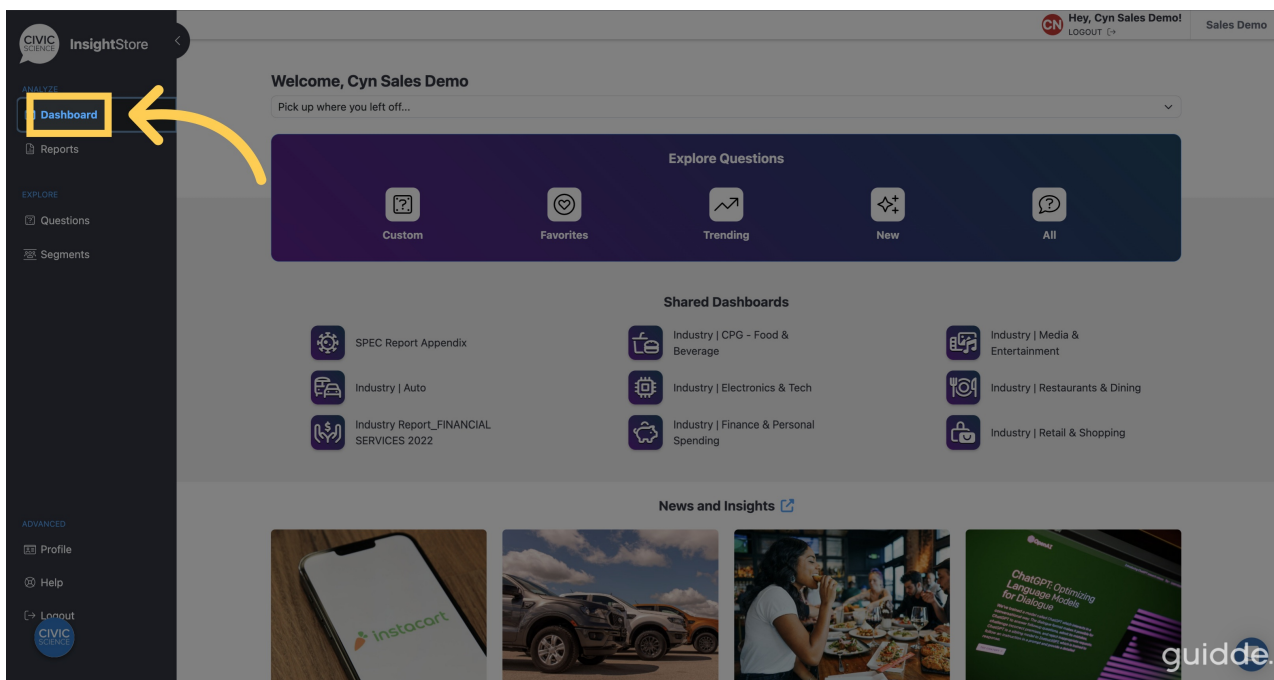 CIVIC
SCIENCE
InsightStore
Hey, Cyn Sales Demo!
LOGOUT
CN
Sales Demo
ANALYZE
Dashboard
Reports
EXPLORE
Questions
Segments
ADVANCED
Profile
Help
Logout
CIVIC
SCIENCE
Welcome, Cyn Sales Demo
Pick up where you left off...
Explore Questions
Custom
Favorites
Trending
New
All
Shared Dashboards
SPEC Report Appendix
Industry | CPG - Food &
Beverage
Industry | Media &
Entertainment
Industry | Auto
Industry | Electronics & Tech
Industry | Restaurants & Dining
Industry Report_FINANCIAL
SERVICES 2022
Industry | Finance & Personal
Spending
Industry | Retail & Shopping
News and Insights
instacart
OpenAI
ChatGPT: Optimizing
Language Models
for Dialogue
guidde.